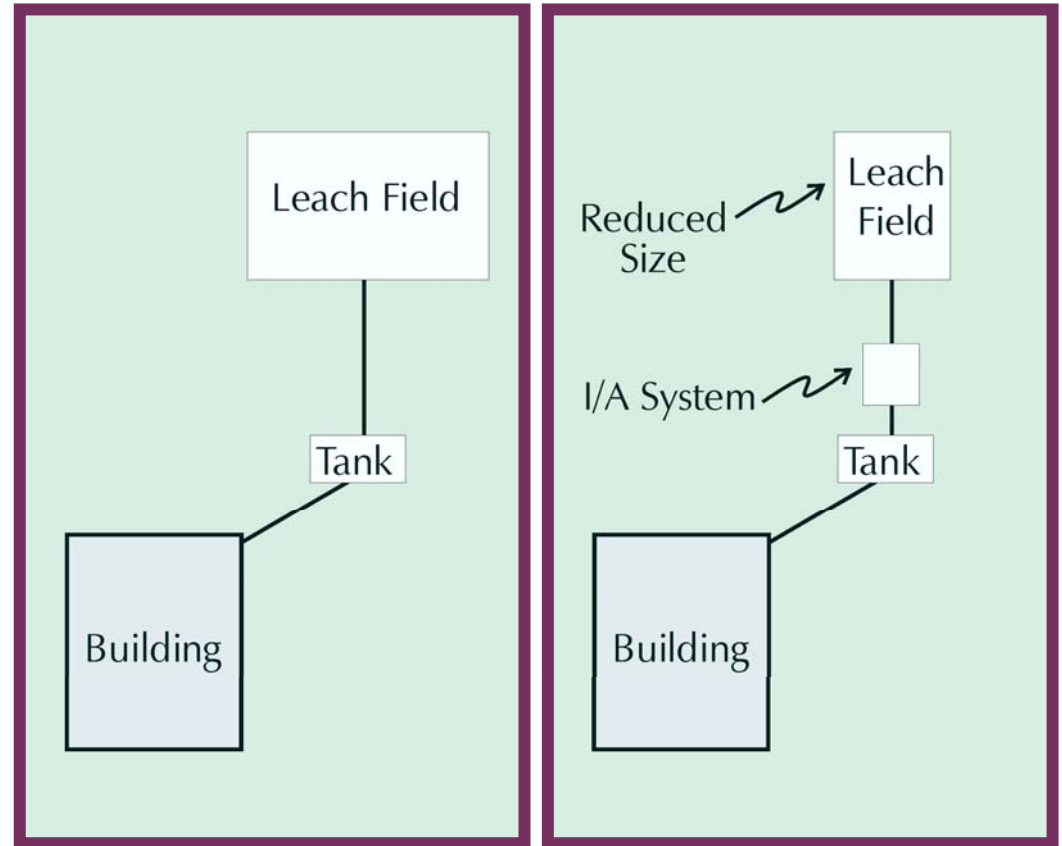 Leach Field
Tank
Building
Leach
Field
Reduced
Size
I/A System
Tank
Building